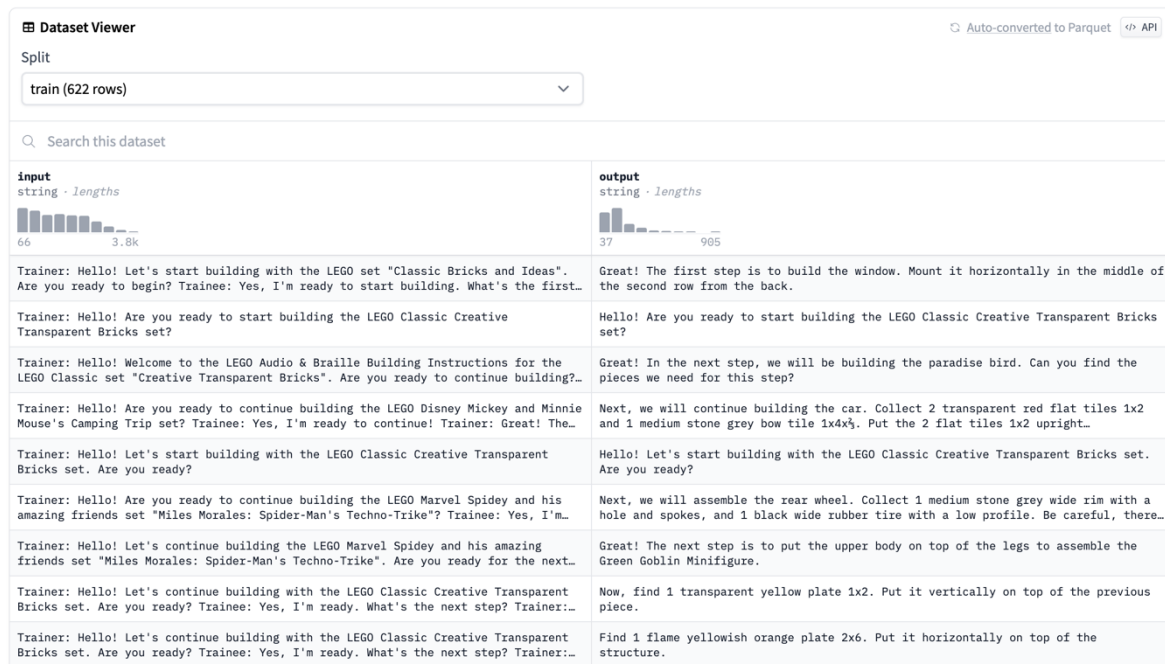 Dataset Viewer
Auto-converted to Parquet
</> API
Split
train (622 rows)
Search this dataset
input
string · lengths
66
3.8k
output
string · lengths
37
905
Trainer: Hello! Let's start building with the LEGO set "Classic Bricks and Ideas".
Are you ready to begin? Trainee: Yes, I'm ready to start building. What's the first…
Great! The first step is to build the window. Mount it horizontally in the middle of
the second row from the back.
Trainer: Hello! Are you ready to start building the LEGO Classic Creative
Transparent Bricks set?
Hello! Are you ready to start building the LEGO Classic Creative Transparent Bricks
set?
Trainer: Hello! Welcome to the LEGO Audio & Braille Building Instructions for the
LEGO Classic set "Creative Transparent Bricks". Are you ready to continue building?…
Great! In the next step, we will be building the paradise bird. Can you find the
pieces we need for this step?
Trainer: Hello! Are you ready to continue building the LEGO Disney Mickey and Minnie
Mouse's Camping Trip set? Trainee: Yes, I'm ready to continue! Trainer: Great! The…
Next, we will continue building the car. Collect 2 transparent red flat tiles 1x2
and 1 medium stone grey bow tile 1x4x⅔. Put the 2 flat tiles 1x2 upright…
Trainer: Hello! Let's start building with the LEGO Classic Creative Transparent
Bricks set. Are you ready?
Hello! Let's start building with the LEGO Classic Creative Transparent Bricks set.
Are you ready?
Trainer: Hello! Are you ready to continue building the LEGO Marvel Spidey and his
amazing friends set "Miles Morales: Spider-Man's Techno-Trike"? Trainee: Yes, I'm…
Next, we will assemble the rear wheel. Collect 1 medium stone grey wide rim with a
hole and spokes, and 1 black wide rubber tire with a low profile. Be careful, there…
Trainer: Hello! Let's continue building the LEGO Marvel Spidey and his amazing
friends set "Miles Morales: Spider-Man's Techno-Trike". Are you ready for the next…
Great! The next step is to put the upper body on top of the legs to assemble the
Green Goblin Minifigure.
Trainer: Hello! Let's continue building with the LEGO Classic Creative Transparent
Bricks set. Are you ready? Trainee: Yes, I'm ready. What's the next step? Trainer:…
Now, find 1 transparent yellow plate 1x2. Put it vertically on top of the previous
piece.
Trainer: Hello! Let's continue building with the LEGO Classic Creative Transparent
Bricks set. Are you ready? Trainee: Yes, I'm ready. What's the next step? Trainer:…
Find 1 flame yellowish orange plate 2x6. Put it horizontally on top of the
structure.